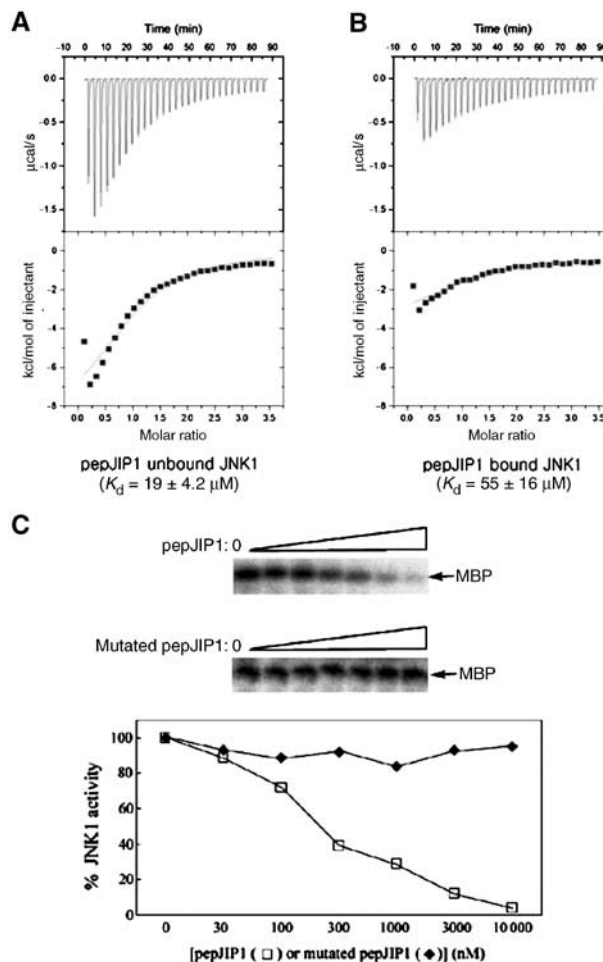 A
Time (min)
-10 0 10 20 30 40 50 60 70 80 90
0.0
-0.5
-1.0
-1.5
µcal/s
0
-2
-4
-6
-8
kcl/mol of injectant
0.0 0.5 1.0 1.5 2.0 2.5 3.0 3.5
Molar ratio
pepJIP1 unbound JNK1
(Kd = 19 ± 4.2 µM)
B
Time (min)
-10 0 10 20 30 40 50 60 70 80 90
0.0
-0.5
-1.0
-1.5
µcal/s
0
-2
-4
-6
-8
kcl/mol of injectant
0.0 0.5 1.0 1.5 2.0 2.5 3.0 3.5
Molar ratio
pepJIP1 bound JNK1
(Kd = 55 ± 16 µM)
C
pepJIP1: 0
MBP
Mutated pepJIP1: 0
MBP
100
80
60
40
20
0
% JNK1 activity
0 30 100 300 1000 3000 10 000
[pepJIP1 (□) or mutated pepJIP1 (◆)] (nM)